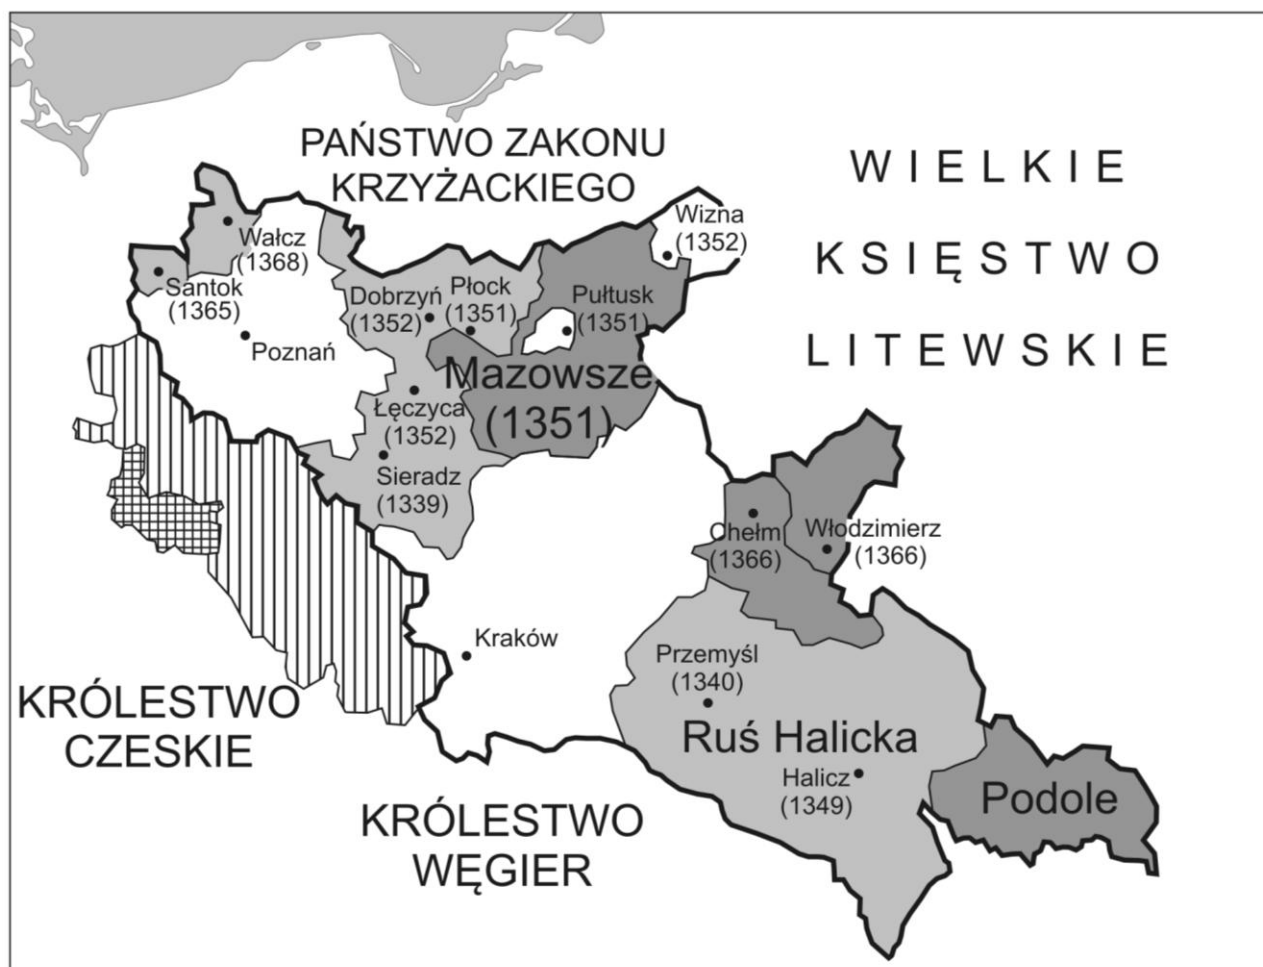 PAŃSTWO ZAKONU
KRZYŻACKIEGO
WIELKIE
KSIĘSTWO
LITEWSKIE
Wizna
(1352)
Wałcz
(1368)
Santok
(1365)
Dobrzyń
(1352)
Płock
(1351)
Pułtusk
(1351)
Poznań
Mazowsze
(1351)
Łęczyca
(1352)
Sieradz
(1339)
Chełm
(1366)
Włodzimierz
(1366)
Kraków
Przemyśl
(1340)
KRÓLESTWO
CZESKIE
Ruś Halicka
Halicz
(1349)
Podole
KRÓLESTWO
WĘGIER